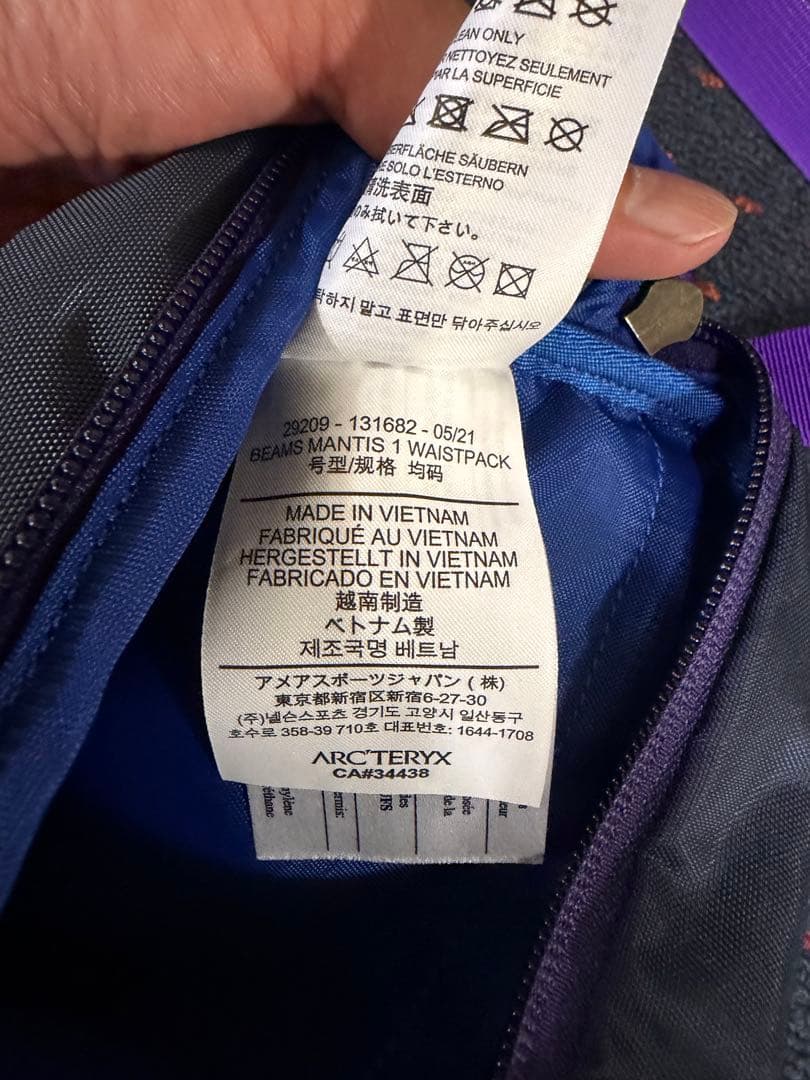 EAN ONLY
NETTOYEZ SEULEMENT
PAR LA SUPERFICIE
ERFLÄCHE SÄUBERN
SOLO L'ESTERNO
清洗表面
のみ拭いて下さい。
하지 말고 표면만 닦아주십시오
29209 - 131682 - 05/21
BEAMS MANTIS 1 WAISTPACK
号型/规格 均码
MADE IN VIETNAM
FABRIQUÉ AU VIETNAM
HERGESTELLT IN VIETNAM
FABRICADO EN VIETNAM
越南制造
ベトナム製
제조국명 베트남
アメアスポーツジャパン (株)
東京都新宿区新宿6-27-30
(주)넬슨스포츠 경기도 고양시 일산동구
호수로 358-39 710호 대표번호: 1644-1708
ARC'TERYX
CA#34438
de la